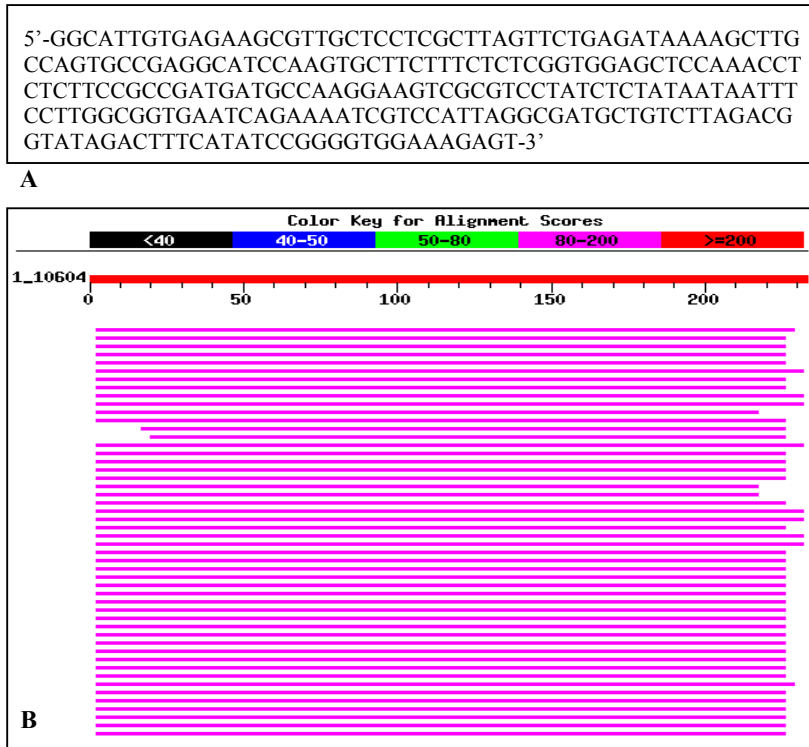 5’-GGCATTGTGAGAAGCGTTGCTCCTCGCTTAGTTCTGAGATAAAAGCTTG
CCAGTGCCGAGGCATCCAAGTGCTTCTTTCTCTCGGTGGAGCTCCAAACCT
CTCTTCCGCCGATGATGCCAAGGAAGTCGCGTCCTATCTCTATAATAATTT
CCTTGGCGGTGAATCAGAAAATCGTCCATTAGGCGATGCTGTCTTAGACG
GTATAGACTTTCATATCCGGGGTGGAAAGAGT-3’
A
Color Key for Alignment Scores
<40 40-50 50-80 80-200 >=200
1_10604
0 50 100 150 200
B